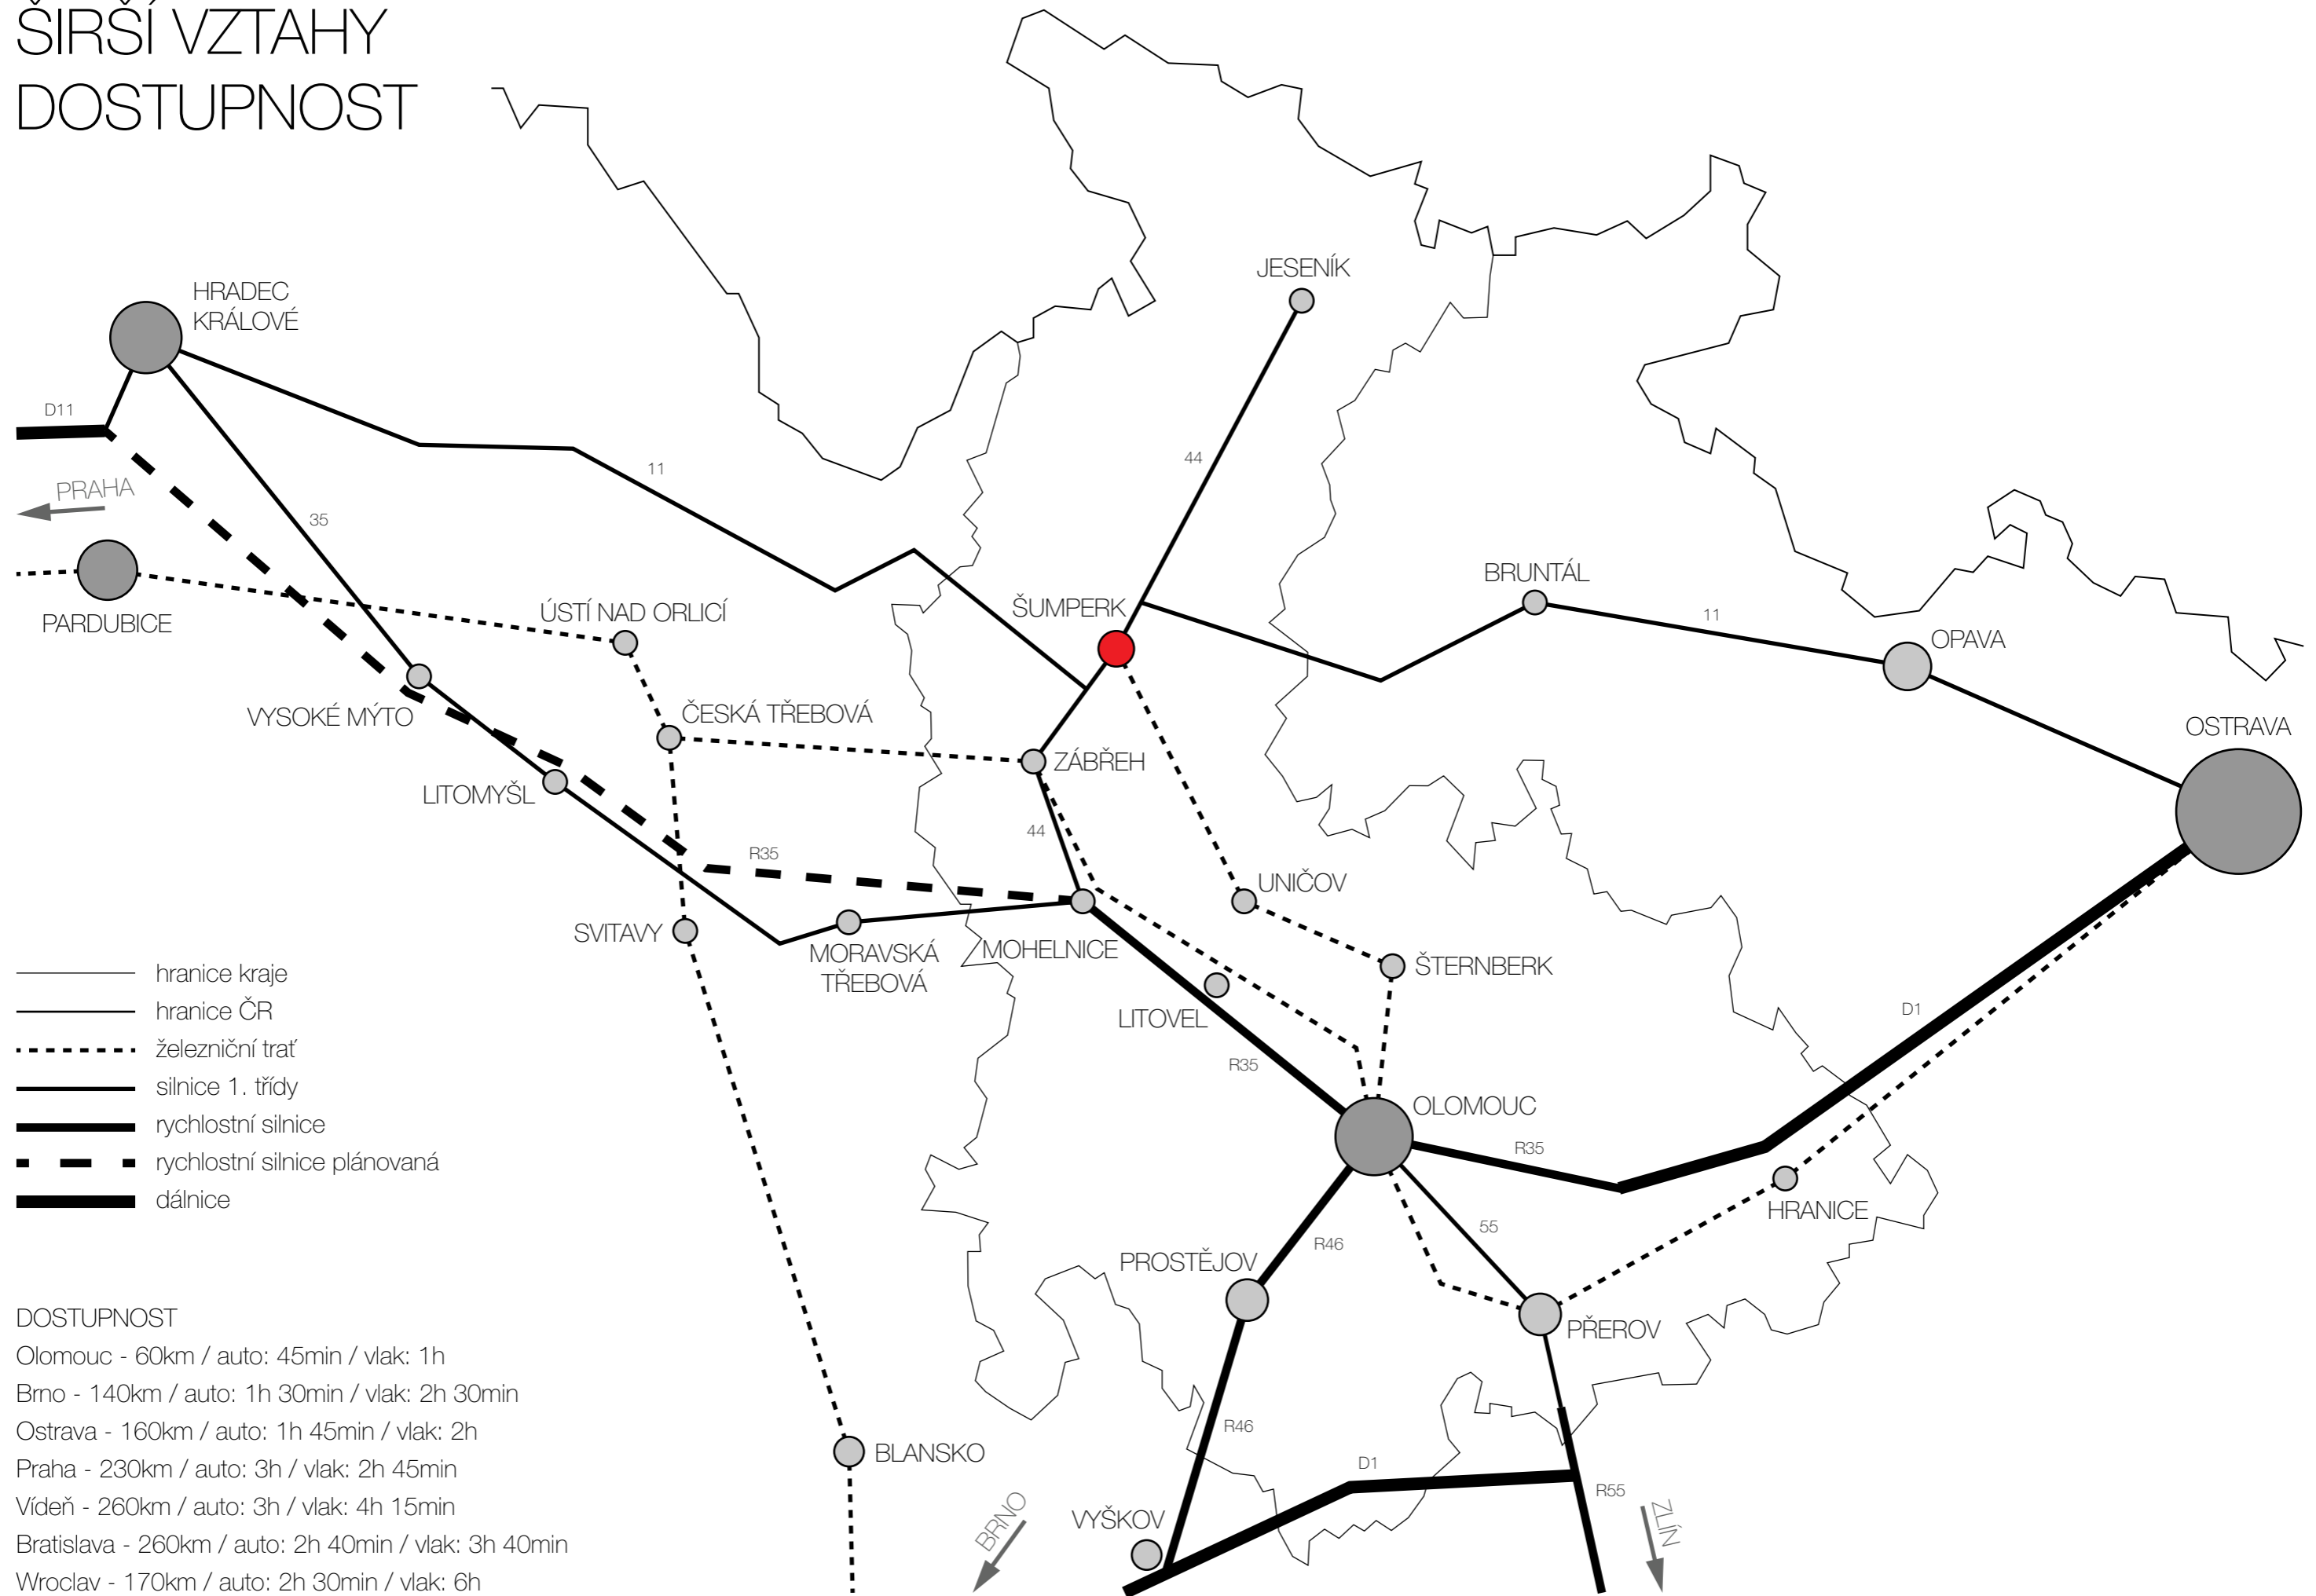 ŠIRŠÍ VZTAHY
DOSTUPNOST
JESENÍK
HRADEC
KRÁLOVÉ
D11
44
11
PRAHA
35
BRUNTÁL
ŠUMPERK
ÚSTÍ NAD ORLICÍ
11
PARDUBICE
OPAVA
VYSOKÉ MÝTO
ČESKÁ TŘEBOVÁ
OSTRAVA
ZÁBŘEH
LITOMYŠL
44
R35
UNIČOV
SVITAVY
MORAVSKÁ
TŘEBOVÁ
MOHELNICE
ŠTERNBERK
LITOVEL
D1
R35
OLOMOUC
R35
HRANICE
55
R46
PROSTĚJOV
PŘEROV
R46
BLANSKO
D1
R55
BRNO
VYŠKOV
ZLÍN
hranice kraje
hranice ČR
železniční trať
silnice 1. třídy
rychlostní silnice
rychlostní silnice plánovaná
dálnice
DOSTUPNOST
Olomouc - 60km / auto: 45min / vlak: 1h
Brno - 140km / auto: 1h 30min / vlak: 2h 30min
Ostrava - 160km / auto: 1h 45min / vlak: 2h
Praha - 230km / auto: 3h / vlak: 2h 45min
Vídeň - 260km / auto: 3h / vlak: 4h 15min
Bratislava - 260km / auto: 2h 40min / vlak: 3h 40min
Wroclav - 170km / auto: 2h 30min / vlak: 6h